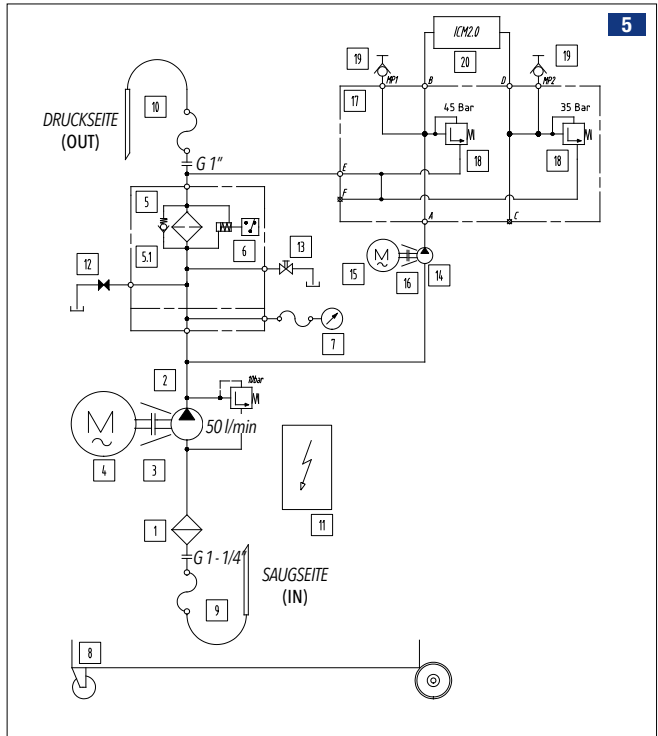 5
ICM2.0
20
19
19
MP1
B
D
MP2
17
45 Bar
35 Bar
M
M
18
18
10
DRUCKSEITE
(OUT)
G 1"
E
F
5
6
5.1
13
12
A
C
15
M
16
14
7
2
10bar
M
M
50 l/min
4
3
11
1
G 1 - 1/4"
SAUGSEITE
(IN)
9
8